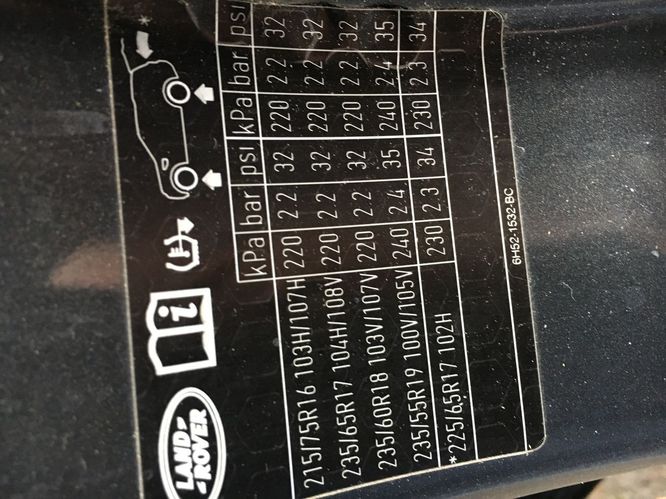 LAND-
ROVER
i
*
kPa bar psi kPa bar psi
215/75R16 103H/107H 220 2.2 32 220 2.2 32
235/65R17 104H/108V 220 2.2 32 220 2.2 32
235/60R18 103V/107V 220 2.2 32 220 2.2 32
235/55R19 100V/105V 240 2.4 35 240 2.4 35
*225/65R17 102H 230 2.3 34 230 2.3 34
6H52-1532-BC